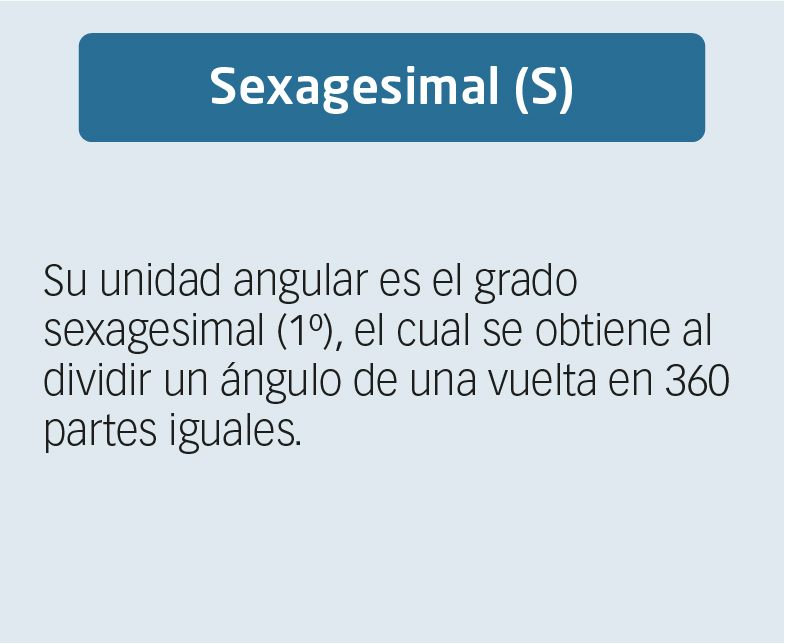 Sexagesimal (S)
Su unidad angular es el grado
sexagesimal (1º), el cual se obtiene al
dividir un ángulo de una vuelta en 360
partes iguales.